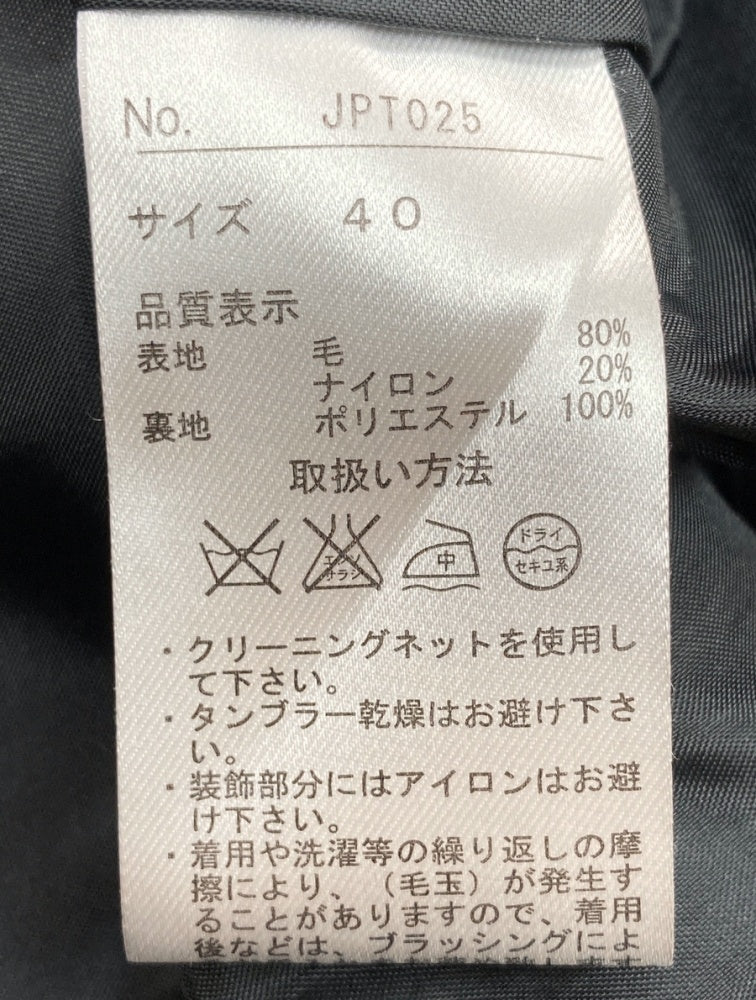 No. JPT025
サイズ 40
品質表示
表地 毛 80%
ナイロン 20%
裏地 ポリエステル 100%
取扱い方法
エンソ
サラシ
中
ドライ
セキユ系
・クリーニングネットを使用し
て下さい。
・タンブラー乾燥はお避け下さ
い。
・装飾部分にはアイロンはお避
け下さい。
・着用や洗濯等の繰り返しの摩
擦により、（毛玉）が発生す
ることがありますので、着用
後などは、ブラッシングによ